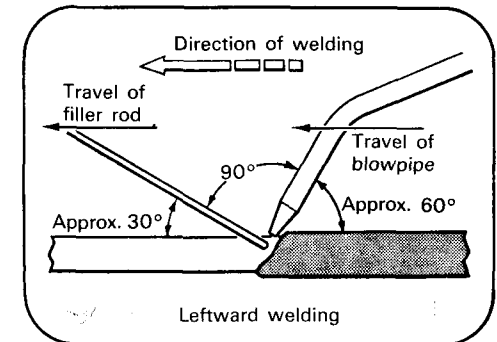 Direction of welding
Travel of
filler rod
Travel of
blowpipe
90°
Approx. 30°
Approx. 60°
Leftward welding